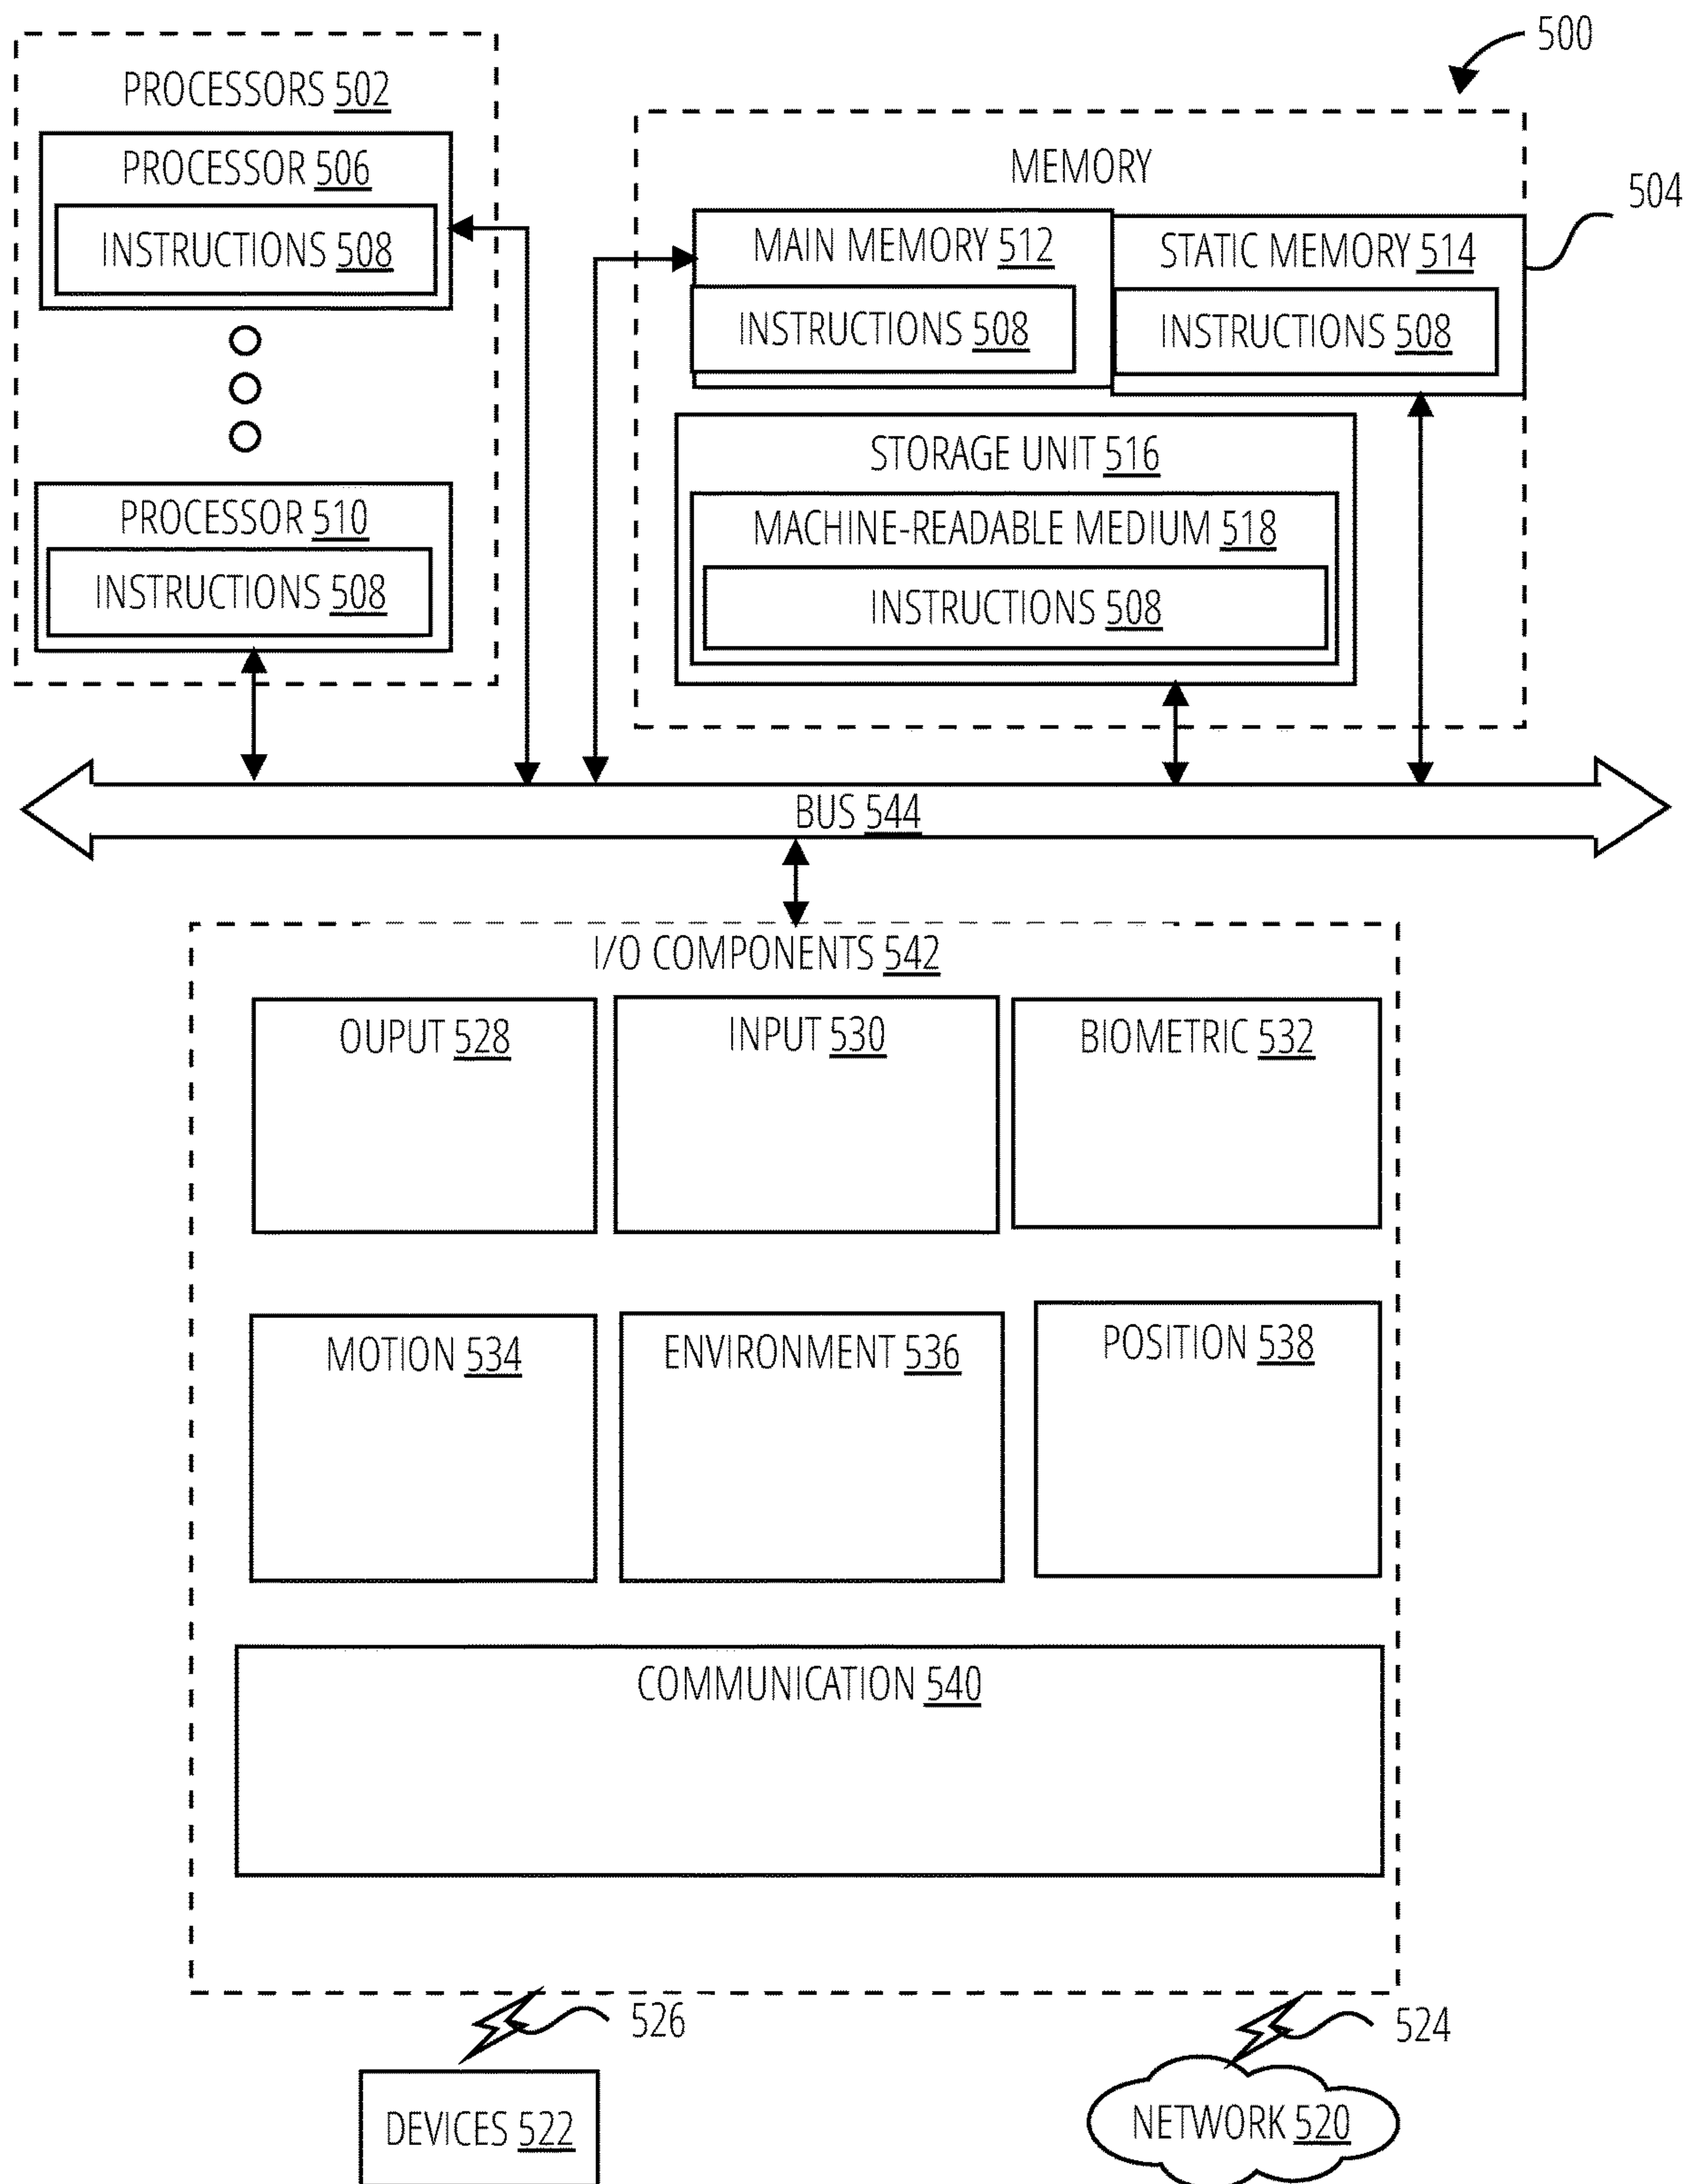 500
PROCESSORS 502
PROCESSOR 506
INSTRUCTIONS 508
PROCESSOR 510
INSTRUCTIONS 508
MEMORY
504
MAIN MEMORY 512
INSTRUCTIONS 508
STATIC MEMORY 514
INSTRUCTIONS 508
STORAGE UNIT 516
MACHINE-READABLE MEDIUM 518
INSTRUCTIONS 508
BUS 544
I/O COMPONENTS 542
OUPUT 528
INPUT 530
BIOMETRIC 532
MOTION 534
ENVIRONMENT 536
POSITION 538
COMMUNICATION 540
526
524
DEVICES 522
NETWORK 520